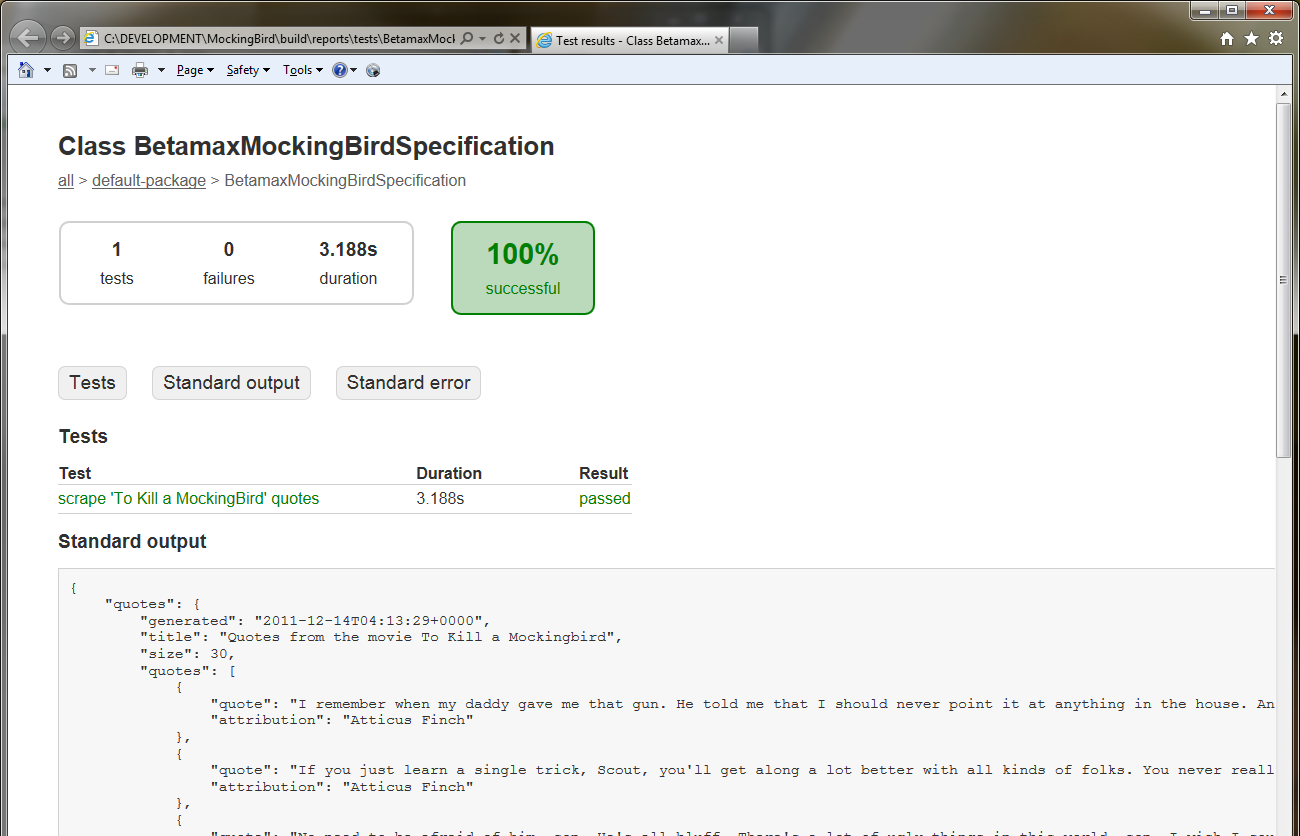 C:\DEVELOPMENT\MockingBird\build\reports\tests\BetamaxMock
Test results - Class Betamax...
Page Safety Tools
Class BetamaxMockingBirdSpecification
all > default-package > BetamaxMockingBirdSpecification
1 0 3.188s
tests failures duration
100%
successful
Tests Standard output Standard error
Tests
Test Duration Result
scrape 'To Kill a MockingBird' quotes 3.188s passed
Standard output
{
"quotes": {
"generated": "2011-12-14T04:13:29+0000",
"title": "Quotes from the movie To Kill a Mockingbird",
"size": 30,
"quotes": [
{
"quote": "I remember when my daddy gave me that gun. He told me that I should never point it at anything in the house. An
"attribution": "Atticus Finch"
},
{
"quote": "If you just learn a single trick, Scout, you'll get along a lot better with all kinds of folks. You never reall
"attribution": "Atticus Finch"
},
{